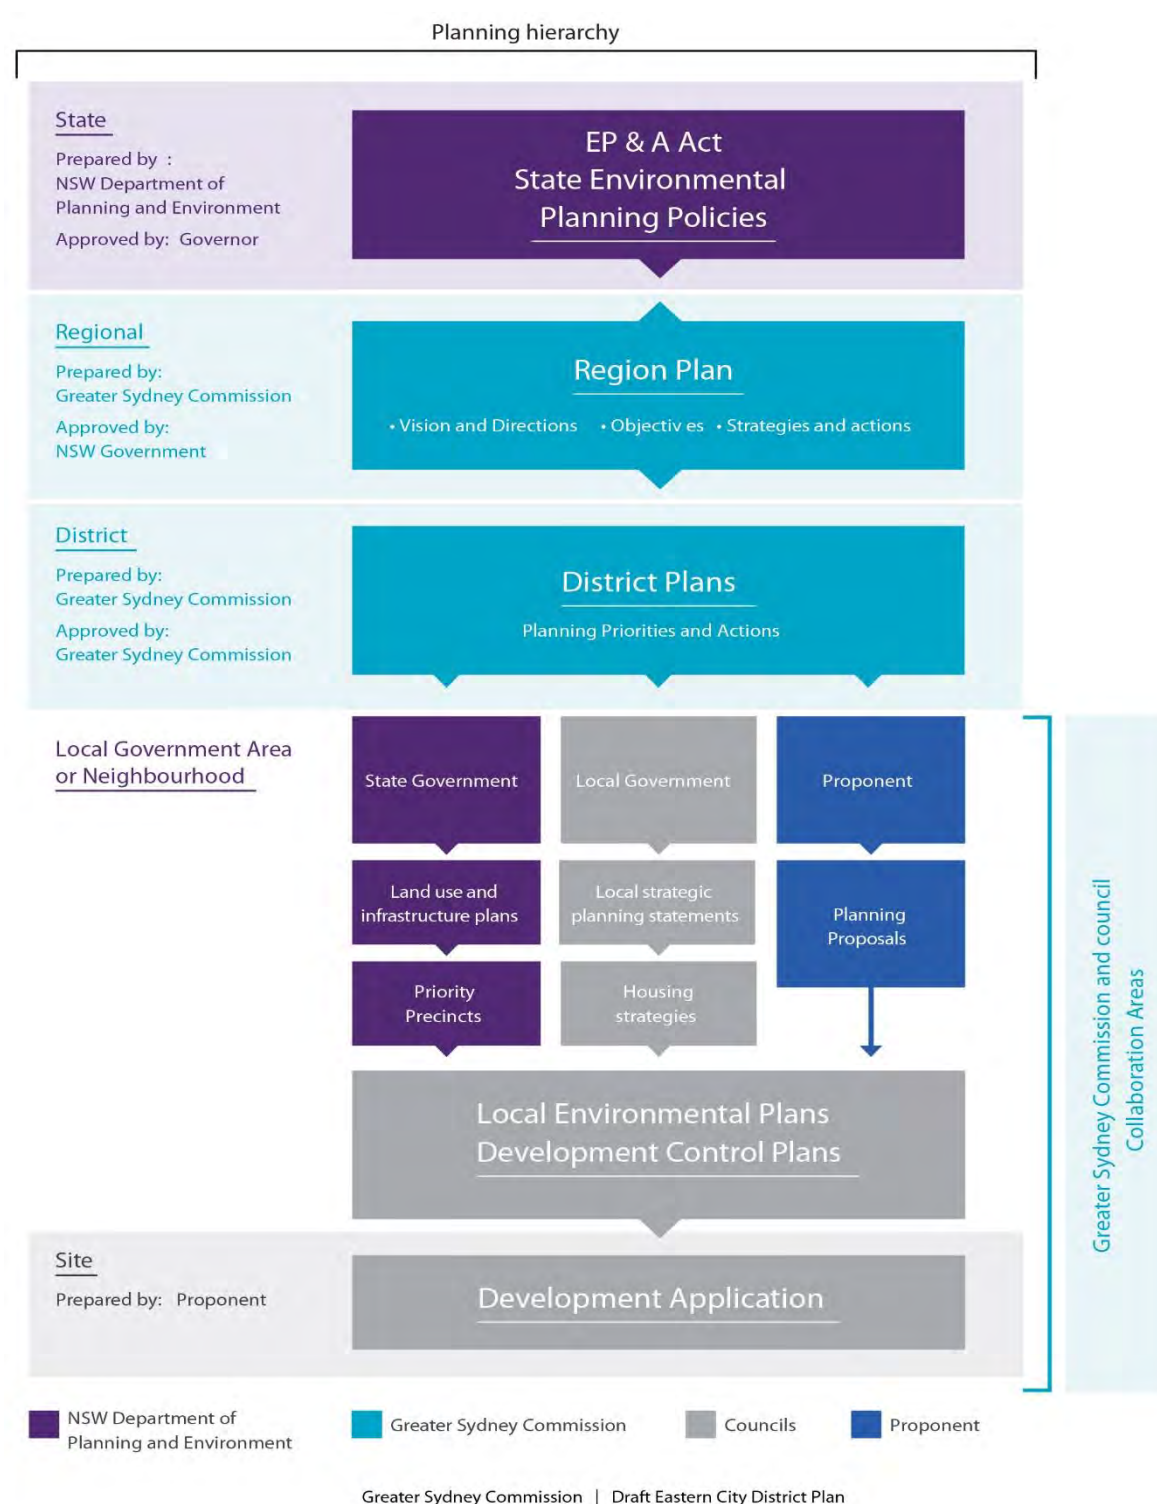 Planning hierarchy
State
Prepared by :
NSW Department of
Planning and Environment
Approved by: Governor
EP & A Act
State Environmental
Planning Policies
Regional
Prepared by:
Greater Sydney Commission
Approved by:
NSW Government
Region Plan
• Vision and Directions • Objectiv es • Strategies and actions
District
Prepared by:
Greater Sydney Commission
Approved by:
Greater Sydney Commission
District Plans
Planning Priorities and Actions
Local Government Area
or Neighbourhood
State Government
Local Government
Proponent
Land use and
infrastructure plans
Local strategic
planning statements
Planning
Proposals
Priority
Precincts
Housing
strategies
Local Environmental Plans
Development Control Plans
Greater Sydney Commission and council
Collaboration Areas
Site
Prepared by: Proponent
Development Application
NSW Department of
Planning and Environment
Greater Sydney Commission
Councils
Proponent
Greater Sydney Commission | Draft Eastern City District Plan